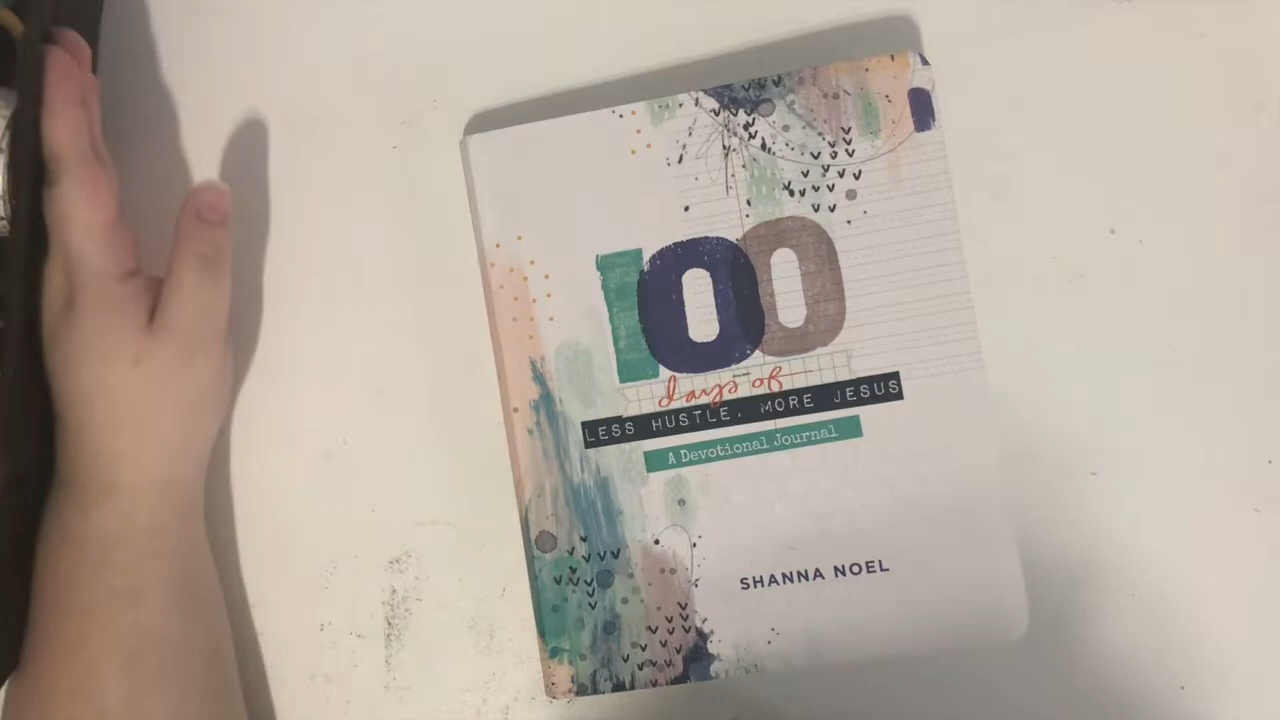 100
days of
LESS HUSTLE, MORE JESUS
A Devotional Journal
SHANNA NOEL